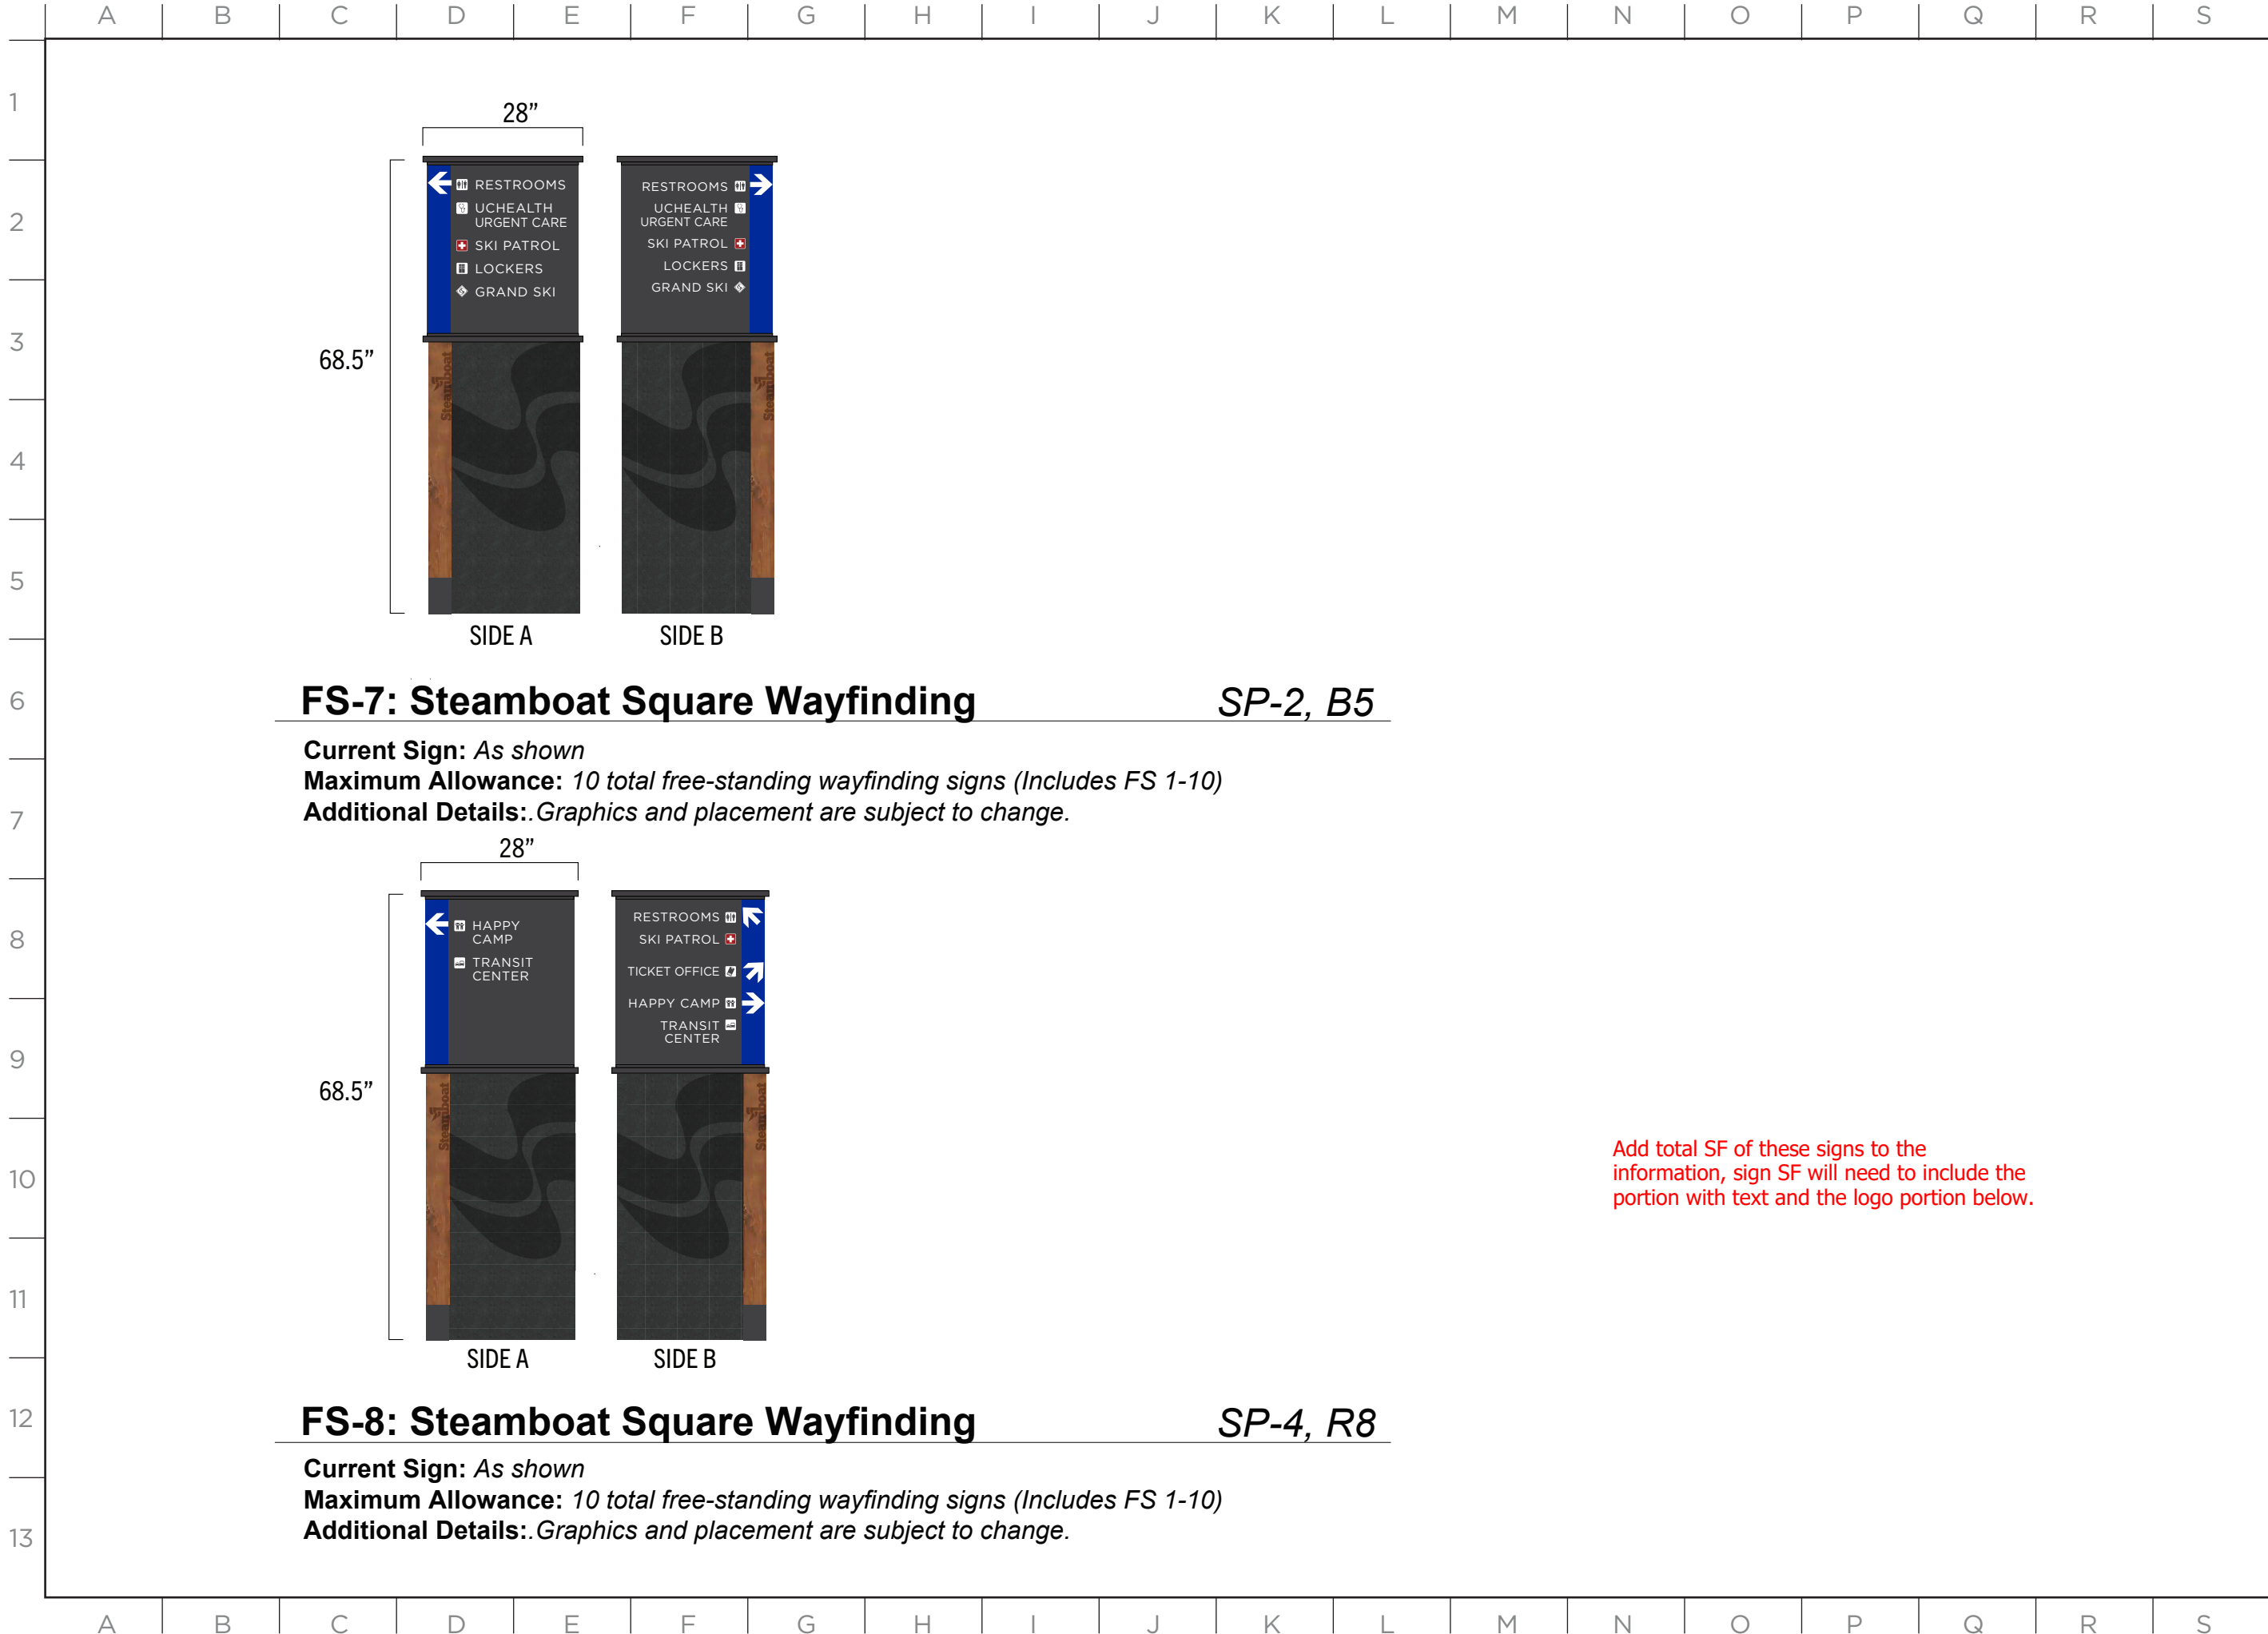 A B C D E F G H I J K L M N O P Q R S
1
2
3
4
5
6
7
8
9
10
11
12
13
28”
68.5”
RESTROOMS
UCHEALTH
URGENT CARE
SKI PATROL
LOCKERS
GRAND SKI
Steamboat
SIDE A
RESTROOMS
UCHEALTH
URGENT CARE
SKI PATROL
LOCKERS
GRAND SKI
Steamboat
SIDE B
FS-7: Steamboat Square Wayfinding SP-2, B5
Current Sign: As shown
Maximum Allowance: 10 total free-standing wayfinding signs (Includes FS 1-10)
Additional Details:.Graphics and placement are subject to change.
28”
68.5”
HAPPY
CAMP
TRANSIT
CENTER
Steamboat
SIDE A
RESTROOMS
SKI PATROL
TICKET OFFICE
HAPPY CAMP
TRANSIT
CENTER
Steamboat
SIDE B
Add total SF of these signs to the
information, sign SF will need to include the
portion with text and the logo portion below.
FS-8: Steamboat Square Wayfinding SP-4, R8
Current Sign: As shown
Maximum Allowance: 10 total free-standing wayfinding signs (Includes FS 1-10)
Additional Details:.Graphics and placement are subject to change.
A B C D E F G H I J K L M N O P Q R S